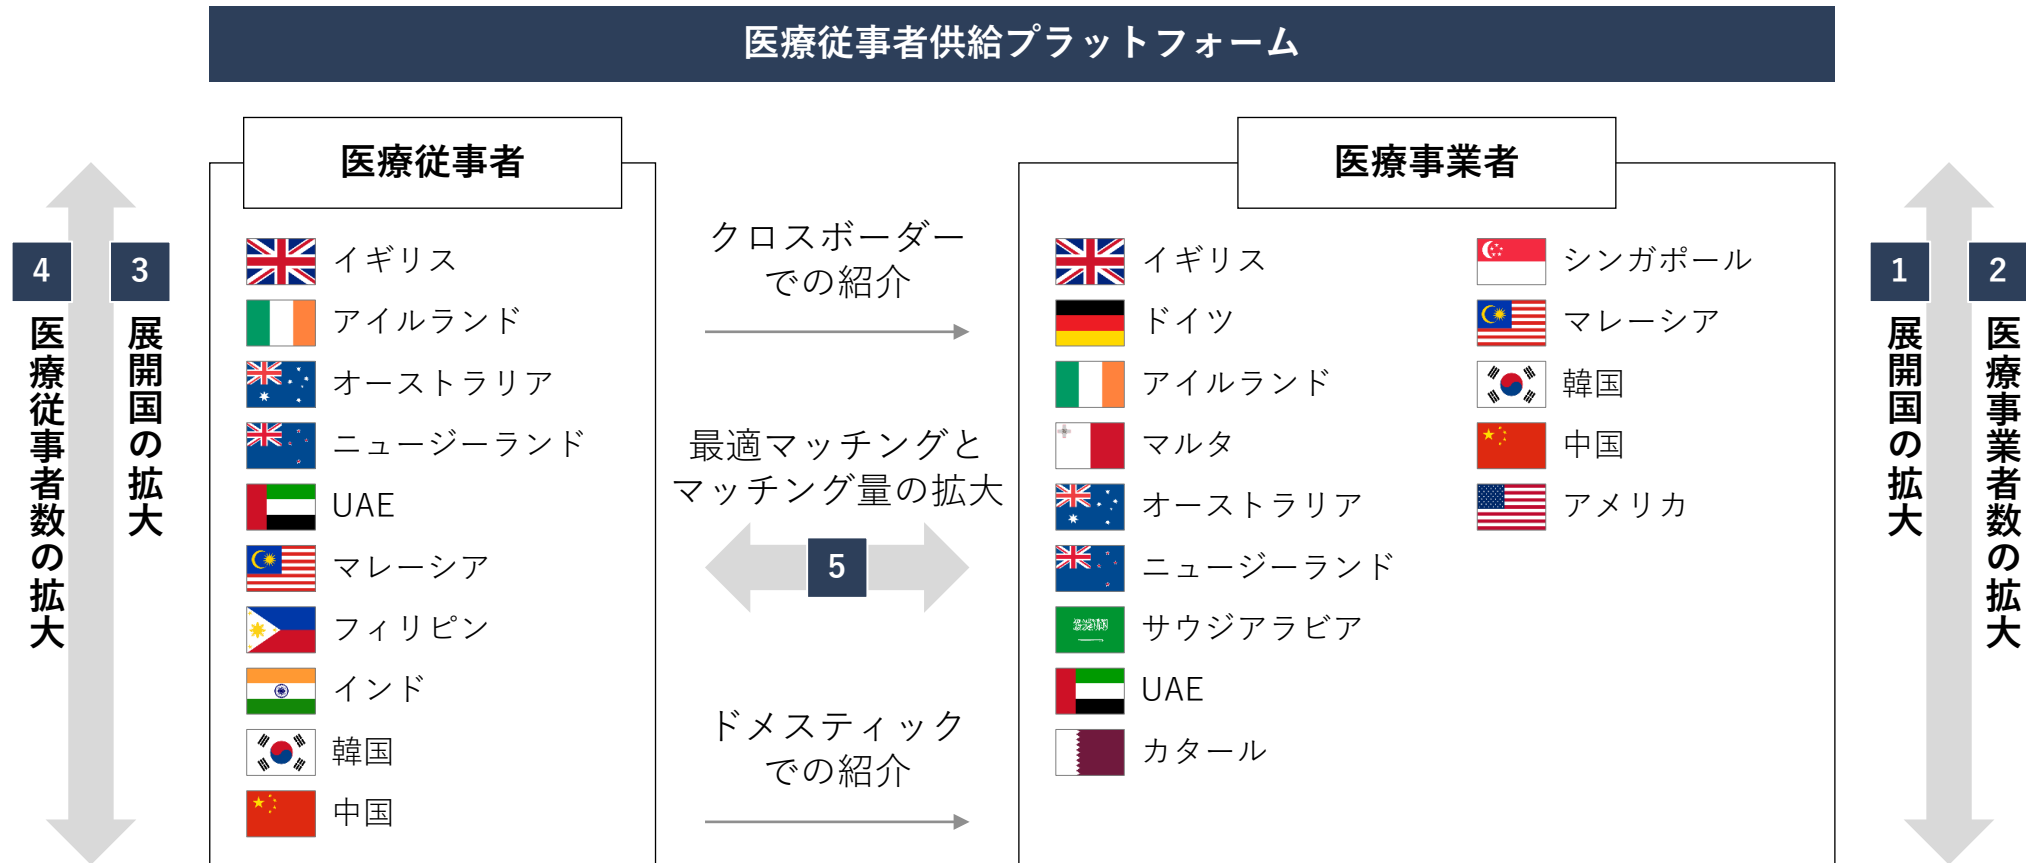 医療従事者供給プラットフォーム
4
医療従事者数の拡大
3
展開国の拡大
医療従事者
イギリス
アイルランド
オーストラリア
ニュージーランド
UAE
マレーシア
フィリピン
インド
韓国
中国
クロスボーダー
での紹介
最適マッチングと
マッチング量の拡大
5
ドメスティック
での紹介
医療事業者
イギリス
ドイツ
アイルランド
マルタ
オーストラリア
ニュージーランド
サウジアラビア
UAE
カタール
シンガポール
マレーシア
韓国
中国
アメリカ
1
展開国の拡大
2
医療事業者数の拡大